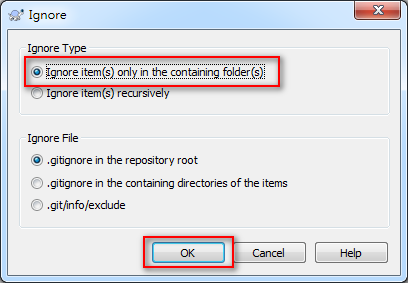 Ignore
Ignore Type
Ignore item(s) only in the containing folder(s)
Ignore item(s) recursively
Ignore File
.gitignore in the repository root
.gitignore in the containing directories of the items
.git/info/exclude
OK Cancel Help